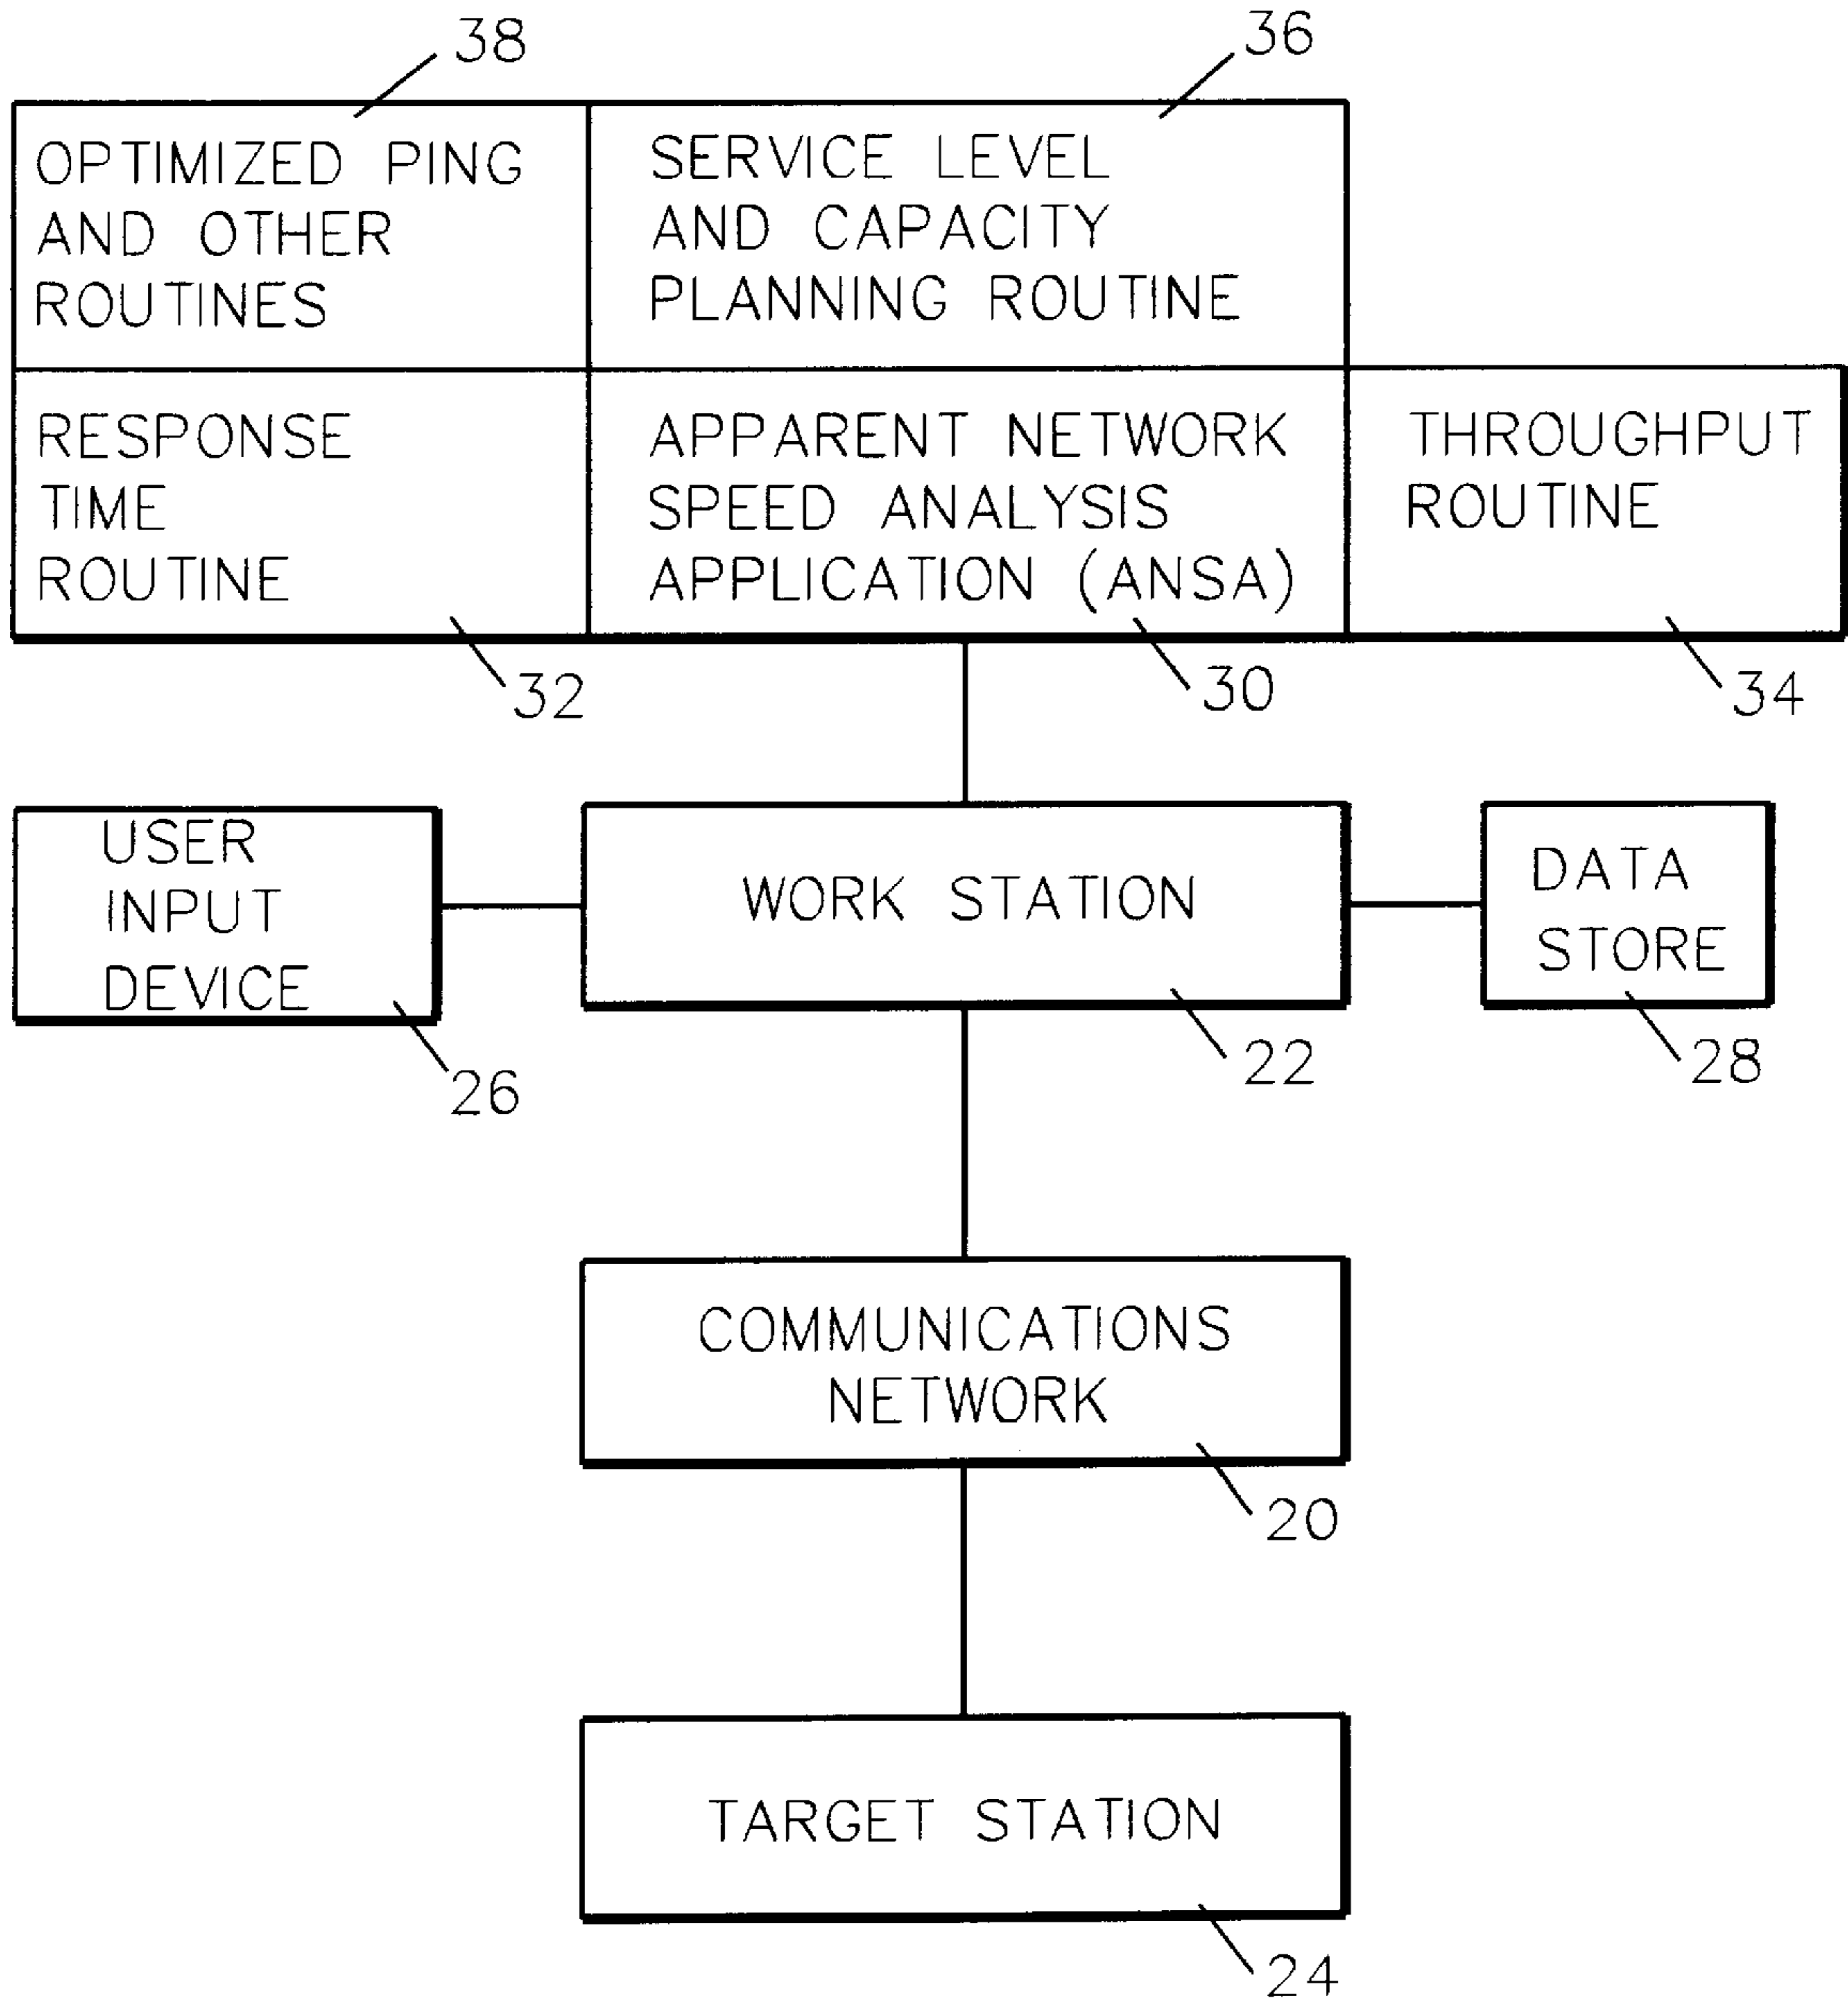 38
36
OPTIMIZED PING
AND OTHER
ROUTINES
SERVICE LEVEL
AND CAPACITY
PLANNING ROUTINE
RESPONSE
TIME
ROUTINE
APPARENT NETWORK
SPEED ANALYSIS
APPLICATION (ANSA)
THROUGHPUT
ROUTINE
32
30
34
USER
INPUT
DEVICE
WORK STATION
DATA
STORE
26
22
28
COMMUNICATIONS
NETWORK
20
TARGET STATION
24